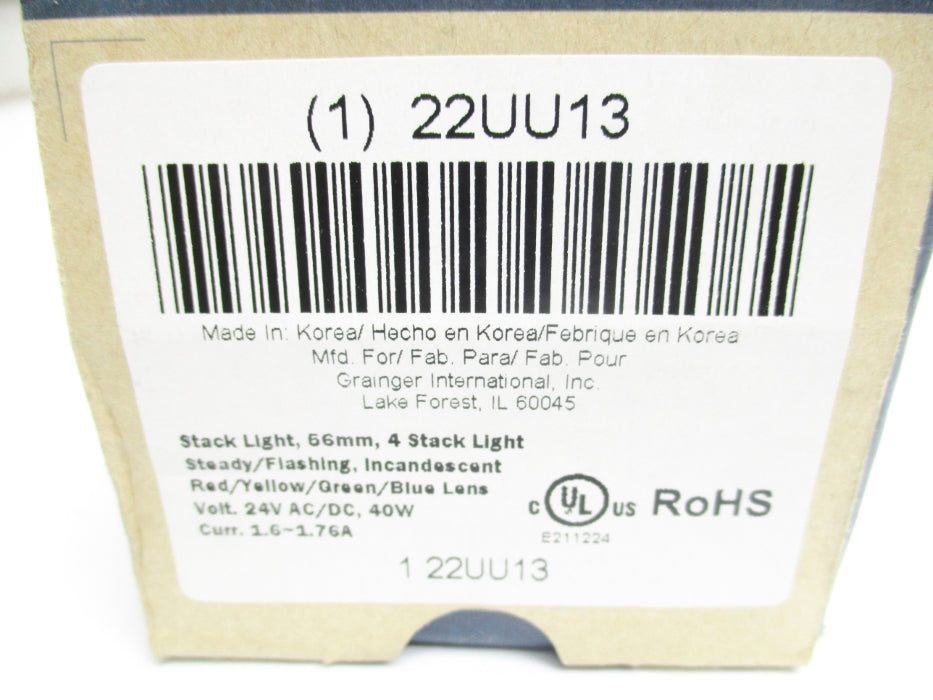 (1) 22UU13
Made In: Korea/ Hecho en Korea/Febrique en Korea
Mfd. For/ Fab. Para/ Fab. Pour
Grainger International, Inc.
Lake Forest, IL 60045
Stack Light, 56mm, 4 Stack Light
Steady/Flashing, Incandescent
Red/Yellow/Green/Blue Lens
Volt. 24V AC/DC, 40W
Curr. 1.6~1.76A
C UL US RoHS
E211224
1 22UU13